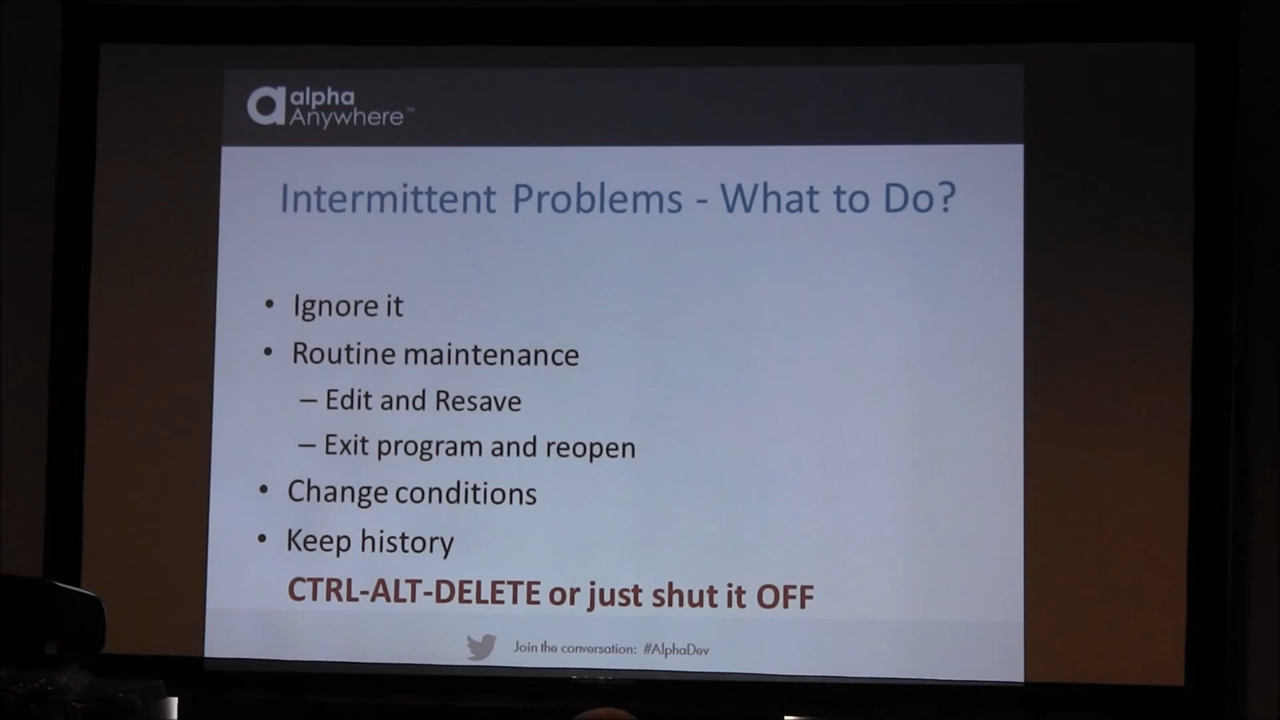 alpha
Anywhere™
Intermittent Problems - What to Do?
• Ignore it
• Routine maintenance
– Edit and Resave
– Exit program and reopen
• Change conditions
• Keep history
CTRL-ALT-DELETE or just shut it OFF
Join the conversation: #AlphaDev